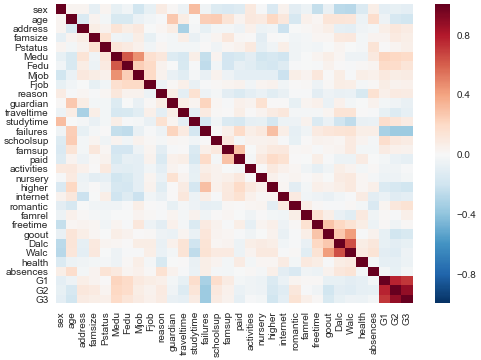 sex
age
address
famsize
Pstatus
Medu
Fedu
Mjob
Fjob
reason
guardian
traveltime
studytime
failures
schoolsup
famsup
paid
activities
nursery
higher
internet
romantic
famrel
freetime
goout
Dalc
Walc
health
absences
G1
G2
G3
0.8
0.4
0.0
−0.4
−0.8
sex
age
address
famsize
Pstatus
Medu
Fedu
Mjob
Fjob
reason
guardian
traveltime
studytime
failures
schoolsup
famsup
paid
activities
nursery
higher
internet
romantic
famrel
freetime
goout
Dalc
Walc
health
absences
G1
G2
G3